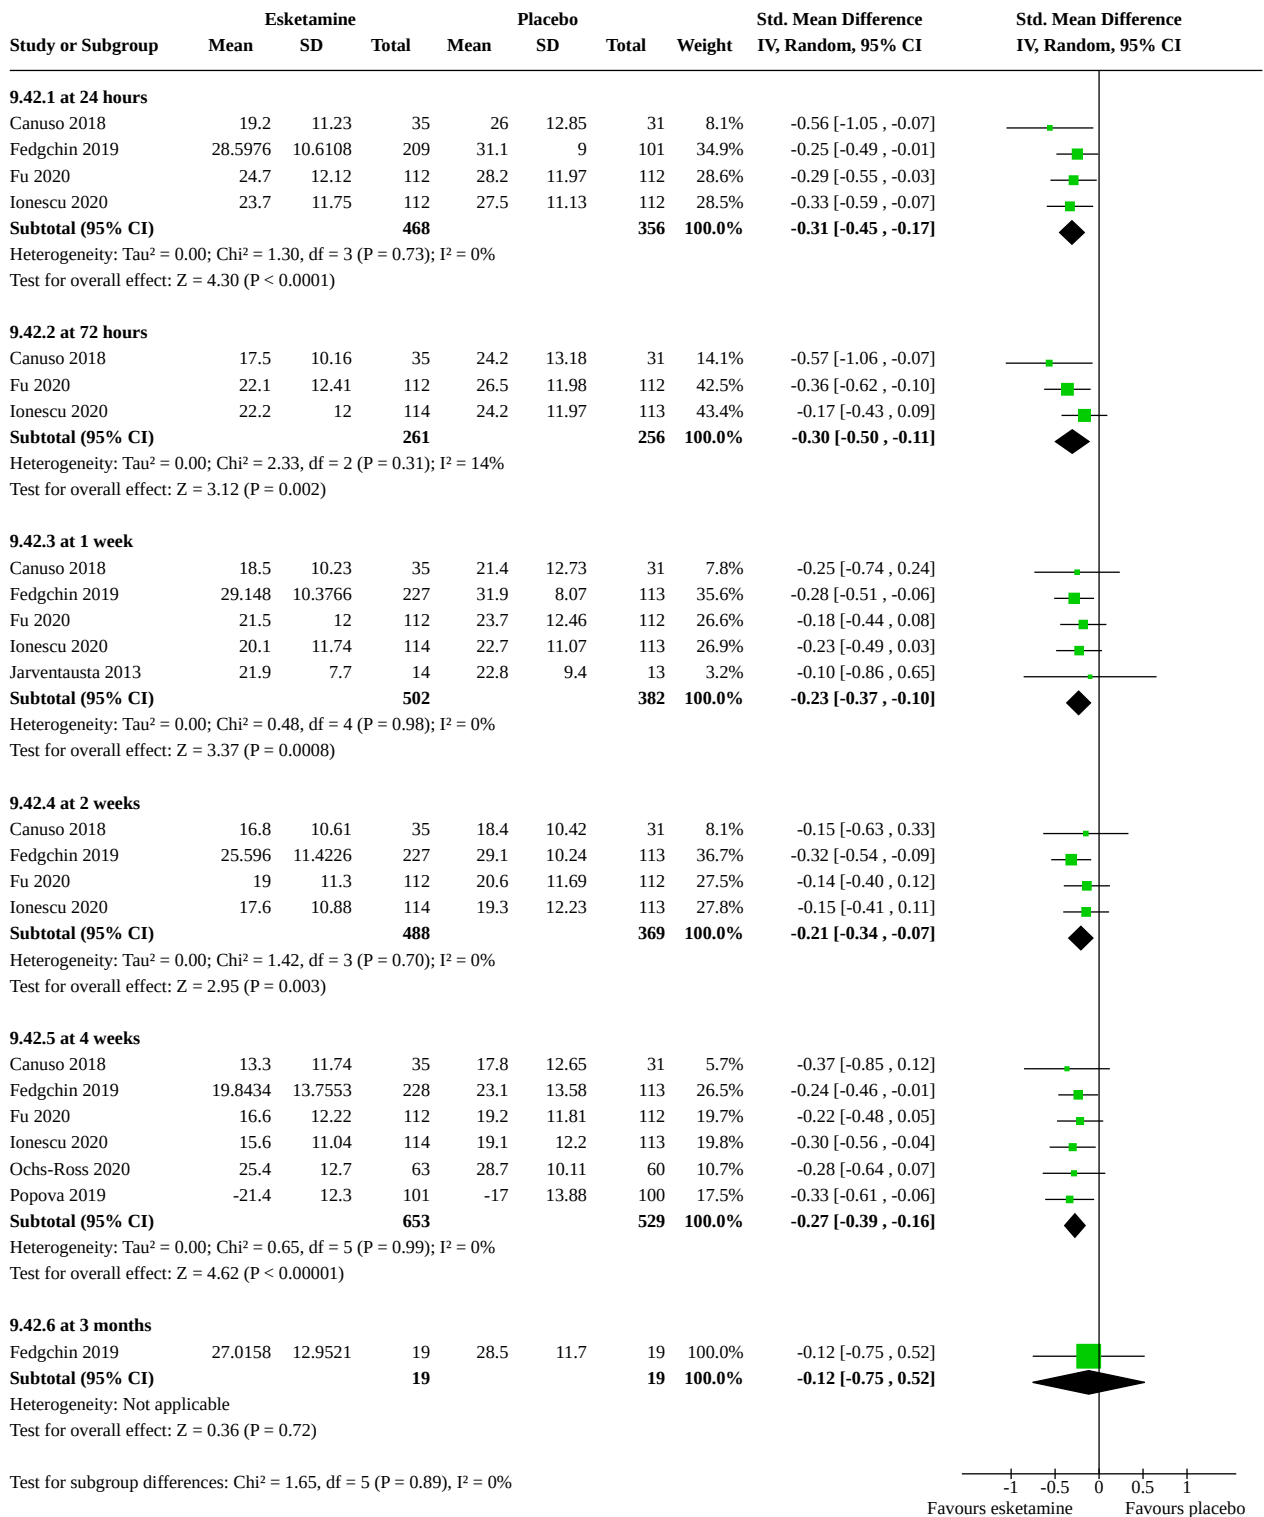 Esketamine Placebo Std. Mean Difference Std. Mean Difference
Study or Subgroup Mean SD Total Mean SD Total Weight IV, Random, 95% CI IV, Random, 95% CI
9.42.1 at 24 hours
Canuso 2018 19.2 11.23 35 26 12.85 31 8.1% -0.56 [-1.05 , -0.07]
Fedgchin 2019 28.5976 10.6108 209 31.1 9 101 34.9% -0.25 [-0.49 , -0.01]
Fu 2020 24.7 12.12 112 28.2 11.97 112 28.6% -0.29 [-0.55 , -0.03]
Ionescu 2020 23.7 11.75 112 27.5 11.13 112 28.5% -0.33 [-0.59 , -0.07]
Subtotal (95% CI) 468 356 100.0% -0.31 [-0.45 , -0.17]
Heterogeneity: Tau² = 0.00; Chi² = 1.30, df = 3 (P = 0.73); I² = 0%
Test for overall effect: Z = 4.30 (P < 0.0001)
9.42.2 at 72 hours
Canuso 2018 17.5 10.16 35 24.2 13.18 31 14.1% -0.57 [-1.06 , -0.07]
Fu 2020 22.1 12.41 112 26.5 11.98 112 42.5% -0.36 [-0.62 , -0.10]
Ionescu 2020 22.2 12 114 24.2 11.97 113 43.4% -0.17 [-0.43 , 0.09]
Subtotal (95% CI) 261 256 100.0% -0.30 [-0.50 , -0.11]
Heterogeneity: Tau² = 0.00; Chi² = 2.33, df = 2 (P = 0.31); I² = 14%
Test for overall effect: Z = 3.12 (P = 0.002)
9.42.3 at 1 week
Canuso 2018 18.5 10.23 35 21.4 12.73 31 7.8% -0.25 [-0.74 , 0.24]
Fedgchin 2019 29.148 10.3766 227 31.9 8.07 113 35.6% -0.28 [-0.51 , -0.06]
Fu 2020 21.5 12 112 23.7 12.46 112 26.6% -0.18 [-0.44 , 0.08]
Ionescu 2020 20.1 11.74 114 22.7 11.07 113 26.9% -0.23 [-0.49 , 0.03]
Jarventausta 2013 21.9 7.7 14 22.8 9.4 13 3.2% -0.10 [-0.86 , 0.65]
Subtotal (95% CI) 502 382 100.0% -0.23 [-0.37 , -0.10]
Heterogeneity: Tau² = 0.00; Chi² = 0.48, df = 4 (P = 0.98); I² = 0%
Test for overall effect: Z = 3.37 (P = 0.0008)
9.42.4 at 2 weeks
Canuso 2018 16.8 10.61 35 18.4 10.42 31 8.1% -0.15 [-0.63 , 0.33]
Fedgchin 2019 25.596 11.4226 227 29.1 10.24 113 36.7% -0.32 [-0.54 , -0.09]
Fu 2020 19 11.3 112 20.6 11.69 112 27.5% -0.14 [-0.40 , 0.12]
Ionescu 2020 17.6 10.88 114 19.3 12.23 113 27.8% -0.15 [-0.41 , 0.11]
Subtotal (95% CI) 488 369 100.0% -0.21 [-0.34 , -0.07]
Heterogeneity: Tau² = 0.00; Chi² = 1.42, df = 3 (P = 0.70); I² = 0%
Test for overall effect: Z = 2.95 (P = 0.003)
9.42.5 at 4 weeks
Canuso 2018 13.3 11.74 35 17.8 12.65 31 5.7% -0.37 [-0.85 , 0.12]
Fedgchin 2019 19.8434 13.7553 228 23.1 13.58 113 26.5% -0.24 [-0.46 , -0.01]
Fu 2020 16.6 12.22 112 19.2 11.81 112 19.7% -0.22 [-0.48 , 0.05]
Ionescu 2020 15.6 11.04 114 19.1 12.2 113 19.8% -0.30 [-0.56 , -0.04]
Ochs-Ross 2020 25.4 12.7 63 28.7 10.11 60 10.7% -0.28 [-0.64 , 0.07]
Popova 2019 -21.4 12.3 101 -17 13.88 100 17.5% -0.33 [-0.61 , -0.06]
Subtotal (95% CI) 653 529 100.0% -0.27 [-0.39 , -0.16]
Heterogeneity: Tau² = 0.00; Chi² = 0.65, df = 5 (P = 0.99); I² = 0%
Test for overall effect: Z = 4.62 (P < 0.00001)
9.42.6 at 3 months
Fedgchin 2019 27.0158 12.9521 19 28.5 11.7 19 100.0% -0.12 [-0.75 , 0.52]
Subtotal (95% CI) 19 19 100.0% -0.12 [-0.75 , 0.52]
Heterogeneity: Not applicable
Test for overall effect: Z = 0.36 (P = 0.72)
Test for subgroup differences: Chi² = 1.65, df = 5 (P = 0.89), I² = 0%
-1 -0.5 0 0.5 1
Favours esketamine Favours placebo